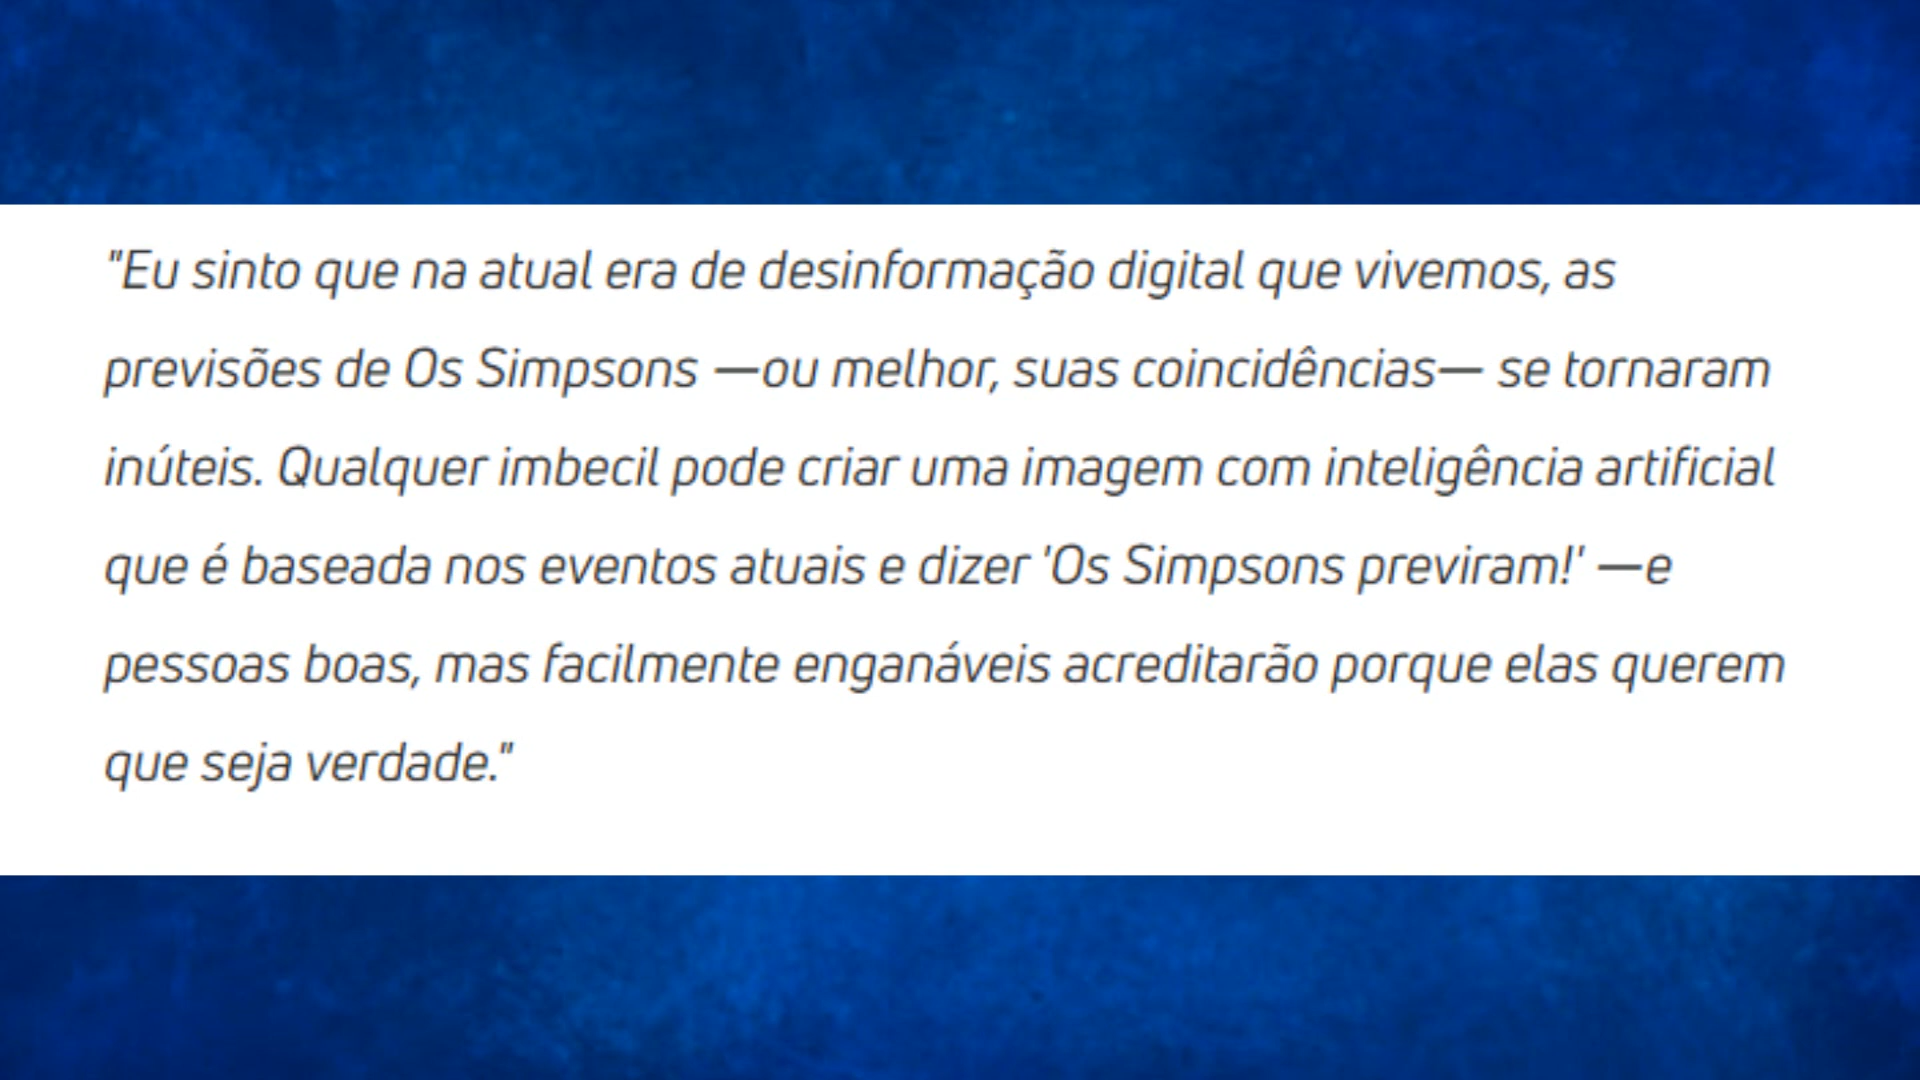 "Eu sinto que na atual era de desinformação digital que vivemos, as
previsões de Os Simpsons —ou melhor, suas coincidências— se tornaram
inúteis. Qualquer imbecil pode criar uma imagem com inteligência artificial
que é baseada nos eventos atuais e dizer 'Os Simpsons previram!' —e
pessoas boas, mas facilmente enganáveis acreditarão porque elas querem
que seja verdade."